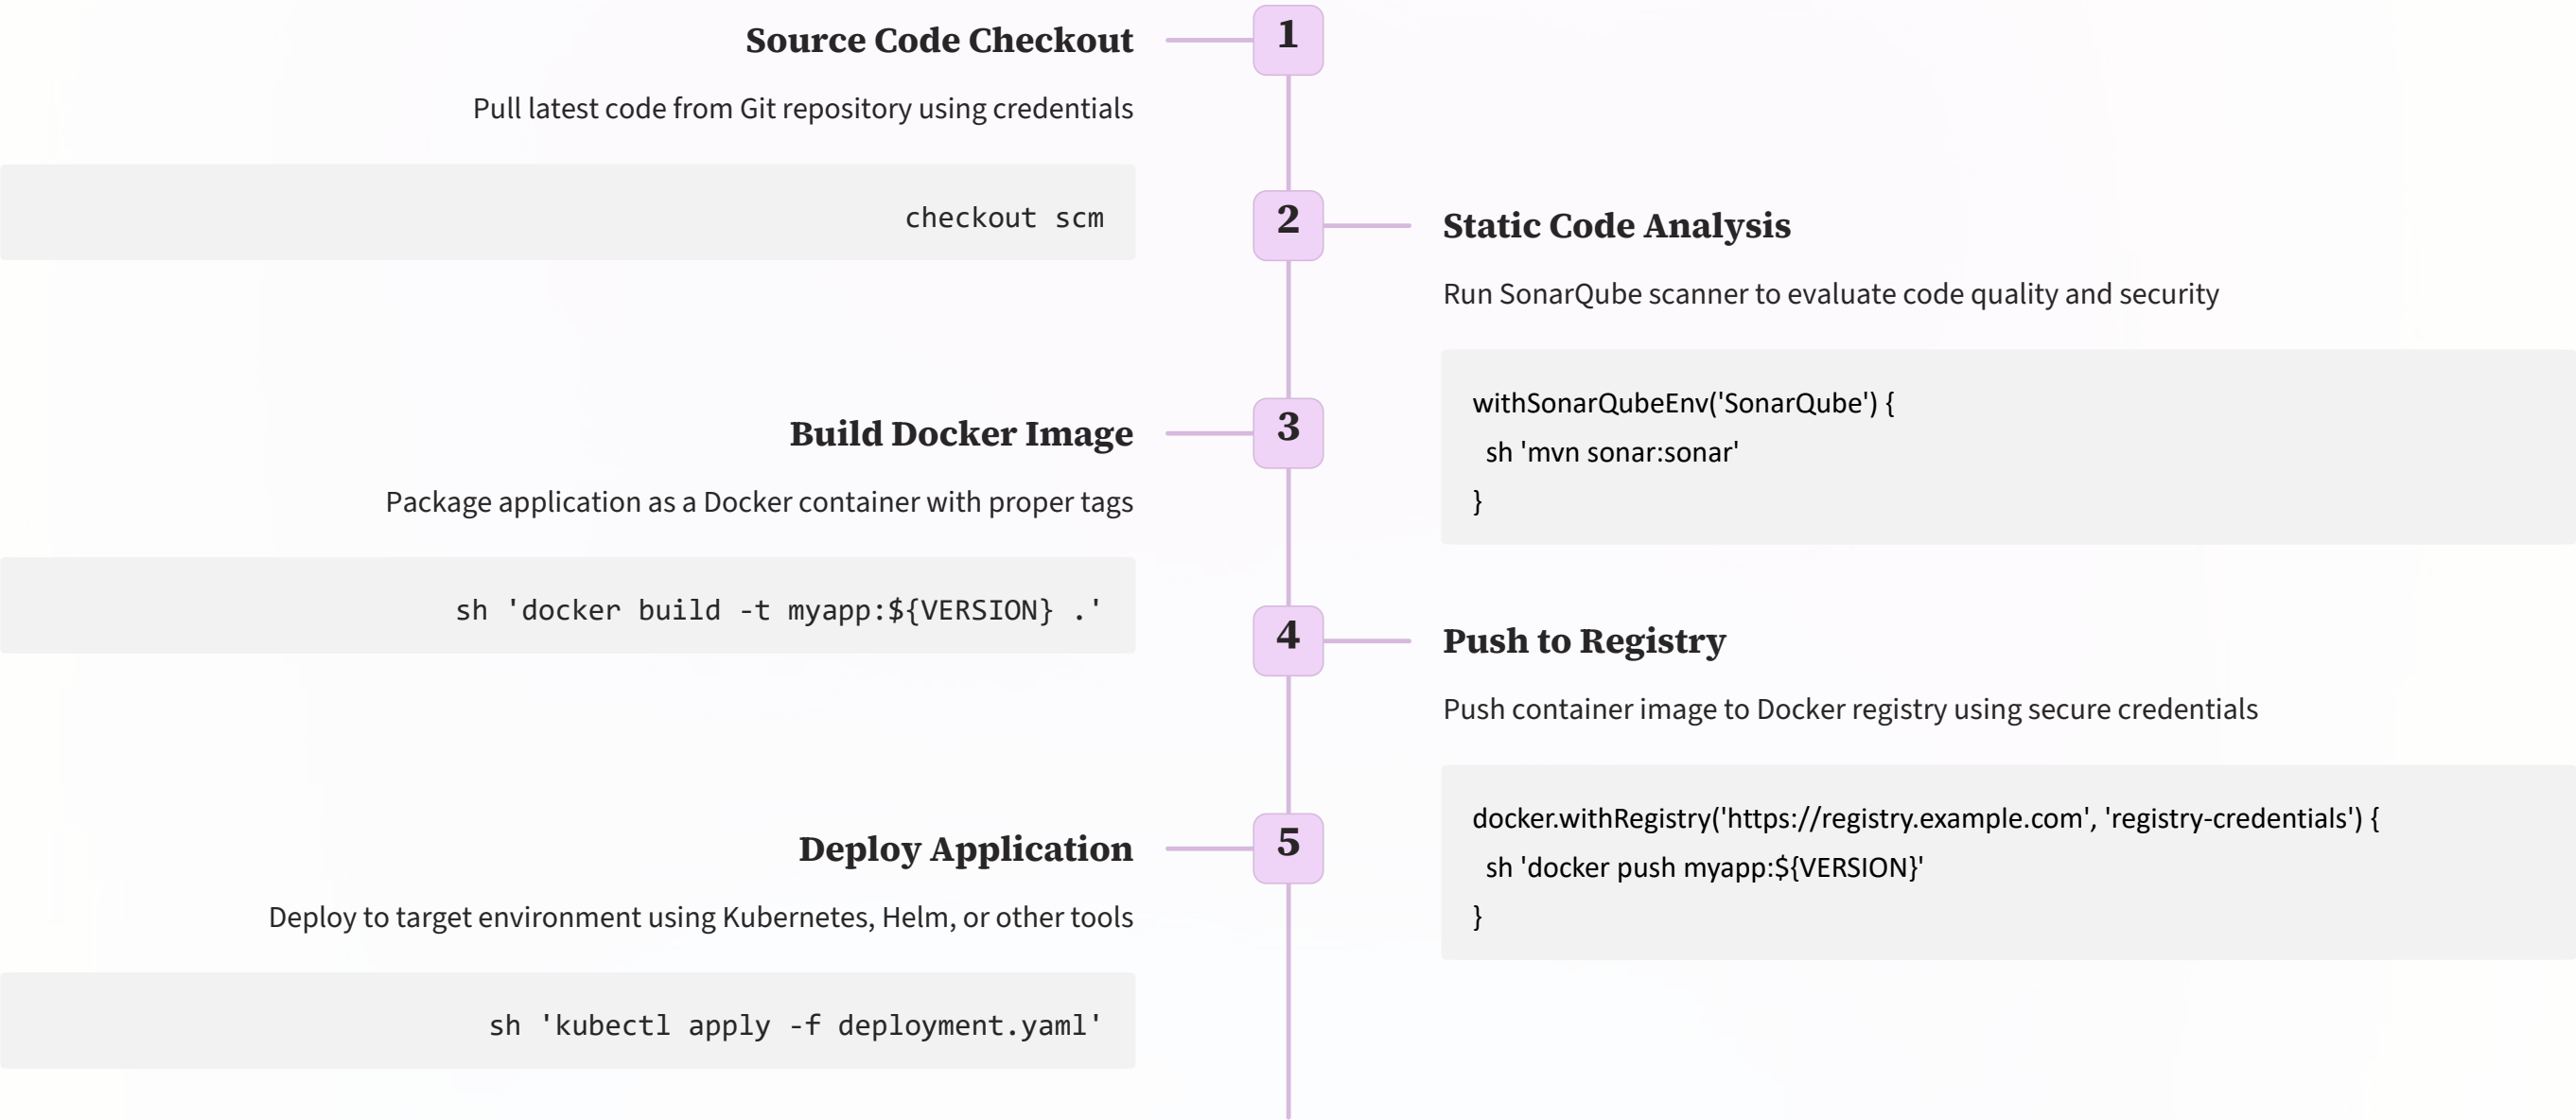 1
Source Code Checkout
Pull latest code from Git repository using credentials
checkout scm
2
Static Code Analysis
Run SonarQube scanner to evaluate code quality and security
withSonarQubeEnv('SonarQube') {
  sh 'mvn sonar:sonar'
}
3
Build Docker Image
Package application as a Docker container with proper tags
sh 'docker build -t myapp:${VERSION} .'
4
Push to Registry
Push container image to Docker registry using secure credentials
docker.withRegistry('https://registry.example.com', 'registry-credentials') {
  sh 'docker push myapp:${VERSION}'
}
5
Deploy Application
Deploy to target environment using Kubernetes, Helm, or other tools
sh 'kubectl apply -f deployment.yaml'